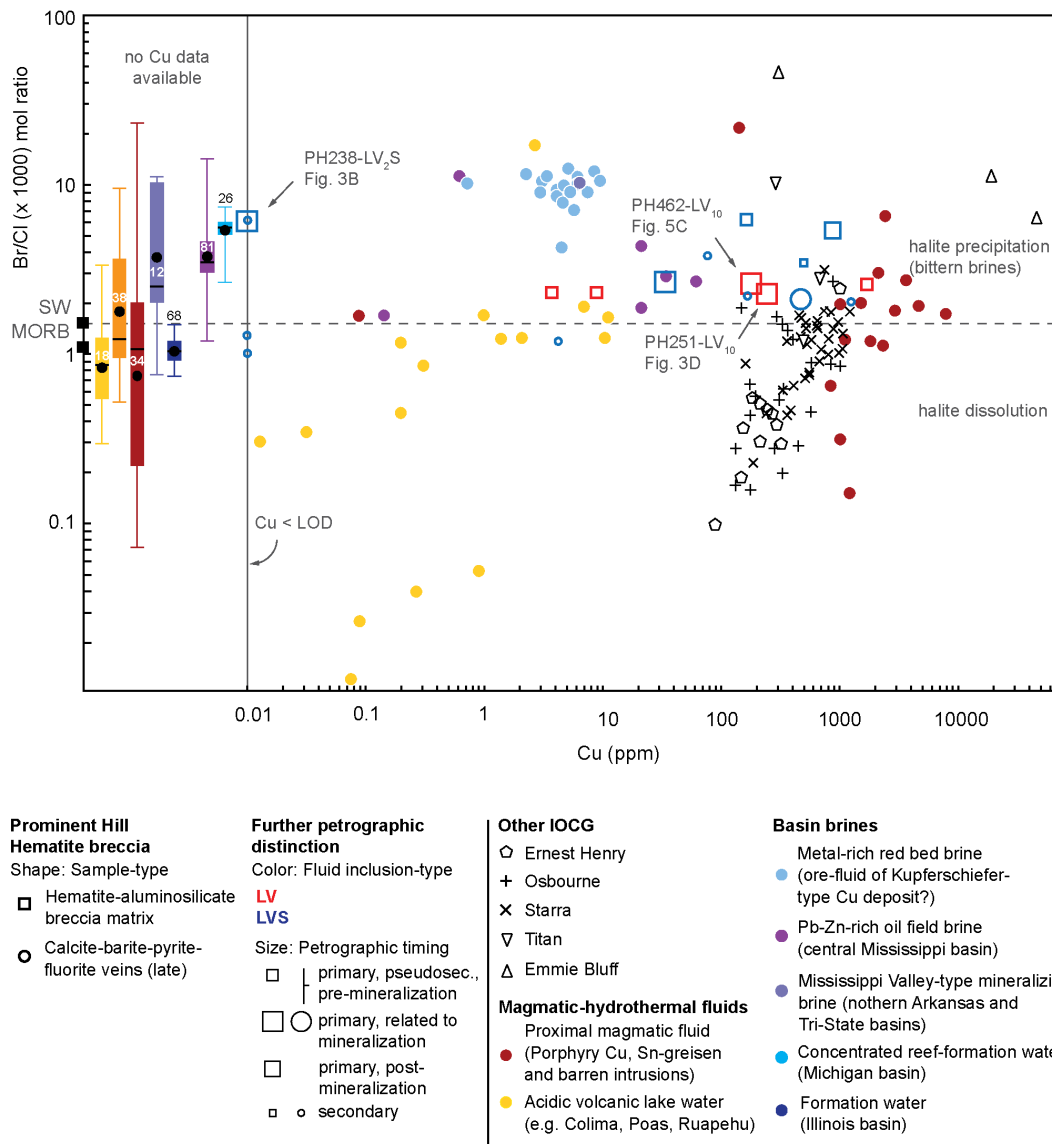 100
10
1
0.1
Br/Cl (x 1000) mol ratio
SW
MORB
no Cu data
available
18
38
34
12
68
31
26
PH238-LV2S
Fig. 3B
PH462-LV10
Fig. 5C
PH251-LV10
Fig. 3D
halite precipitation
(bittern brines)
halite dissolution
Cu < LOD
0.01
0.1
1
10
100
1000
10000
Cu (ppm)
Prominent Hill
Hematite breccia
Shape: Sample-type
Hematite-aluminosilicate
breccia matrix
Calcite-barite-pyrite-
fluorite veins (late)
Further petrographic
distinction
Color: Fluid inclusion-type
LV
LVS
Size: Petrographic timing
primary, pseudosec.,
pre-mineralization
primary, related to
mineralization
primary, post-
mineralization
secondary
Other IOCG
Ernest Henry
Osbourne
Starra
Titan
Emmie Bluff
Magmatic-hydrothermal fluids
Proximal magmatic fluid
(Porphyry Cu, Sn-greisen
and barren intrusions)
Acidic volcanic lake water
(e.g. Colima, Poas, Ruapehu)
Basin brines
Metal-rich red bed brine
(ore-fluid of Kupferschiefer-
type Cu deposit?)
Pb-Zn-rich oil field brine
(central Mississippi basin)
Mississippi Valley-type mineralizi
brine (nothern Arkansas and
Tri-State basins)
Concentrated reef-formation wate
(Michigan basin)
Formation water
(Illinois basin)